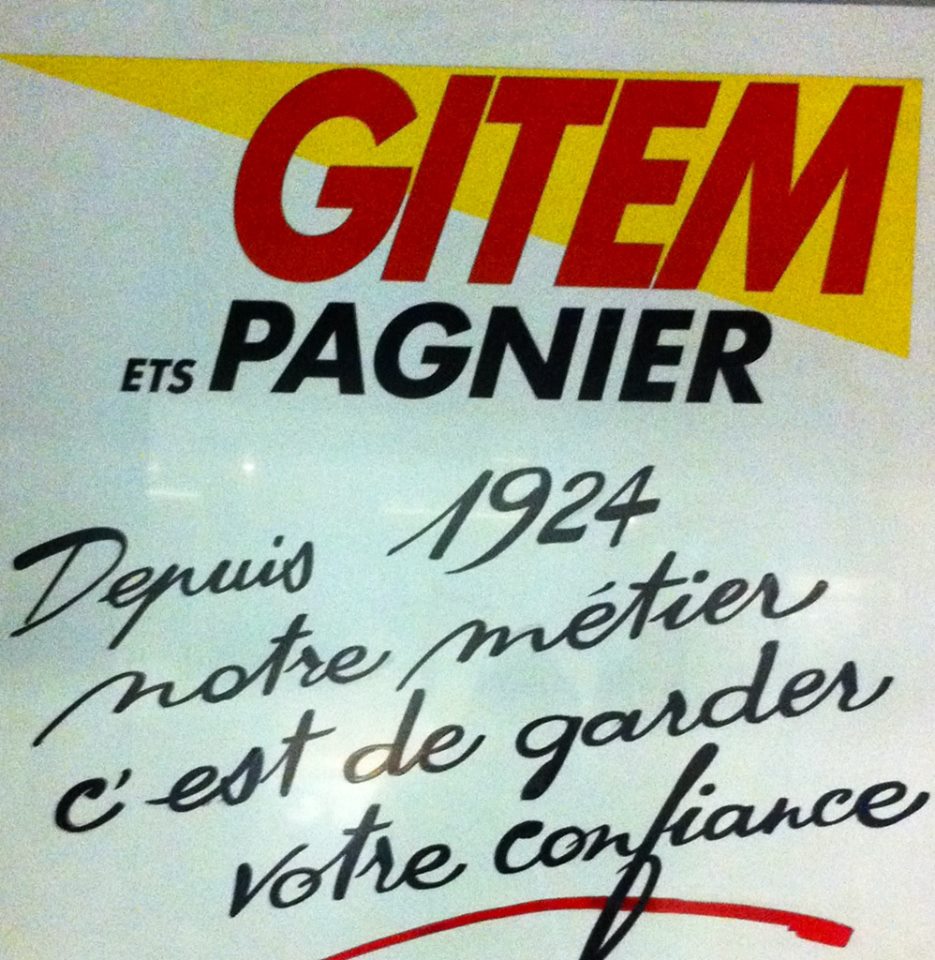 GITEM
ETS PAGNIER
Depuis 1924
notre métier
c'est de garder
votre confiance